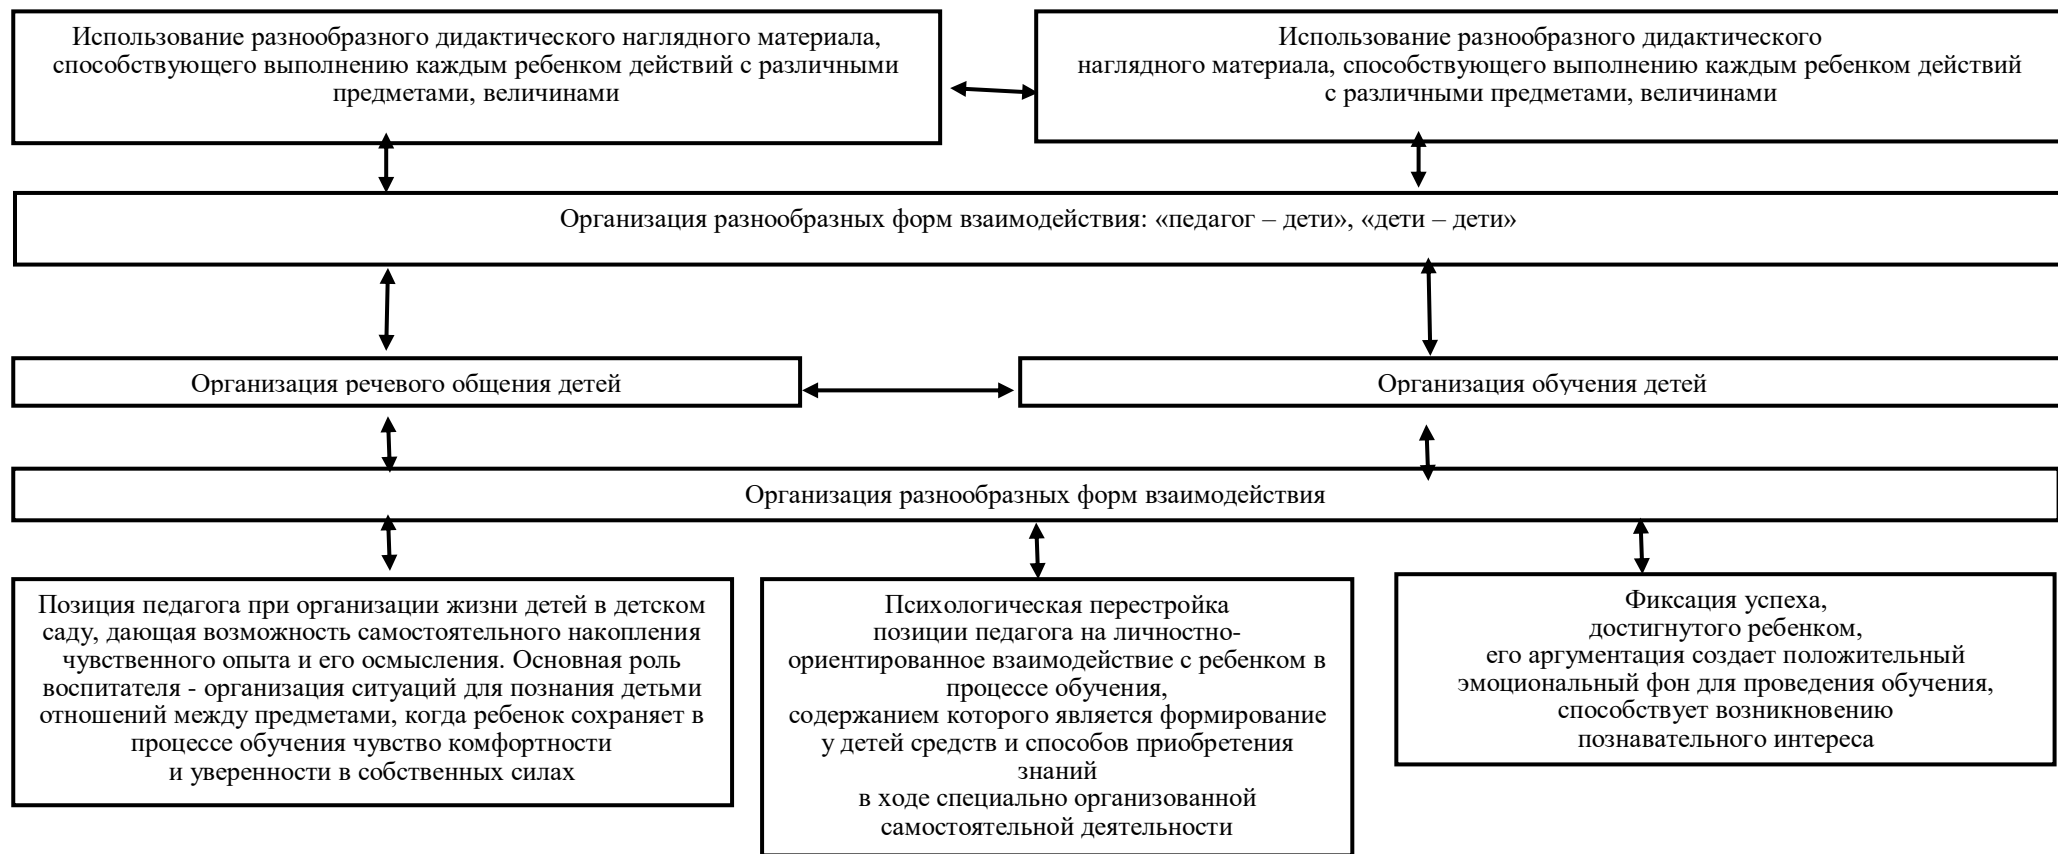 Использование разнообразного дидактического наглядного материала,
способствующего выполнению каждым ребенком действий с различными
предметами, величинами
Использование разнообразного дидактического
наглядного материала, способствующего выполнению каждым ребенком действий
с различными предметами, величинами
Организация разнообразных форм взаимодействия: «педагог – дети», «дети – дети»
Организация речевого общения детей
Организация обучения детей
Организация разнообразных форм взаимодействия
Позиция педагога при организации жизни детей в детском
саду, дающая возможность самостоятельного накопления
чувственного опыта и его осмысления. Основная роль
воспитателя - организация ситуаций для познания детьми
отношений между предметами, когда ребенок сохраняет в
процессе обучения чувство комфортности
и уверенности в собственных силах
Психологическая перестройка
позиции педагога на личностно-
ориентированное взаимодействие с ребенком в
процессе обучения,
содержанием которого является формирование
у детей средств и способов приобретения
знаний
в ходе специально организованной
самостоятельной деятельности
Фиксация успеха,
достигнутого ребенком,
его аргументация создает положительный
эмоциональный фон для проведения обучения,
способствует возникновению
познавательного интереса